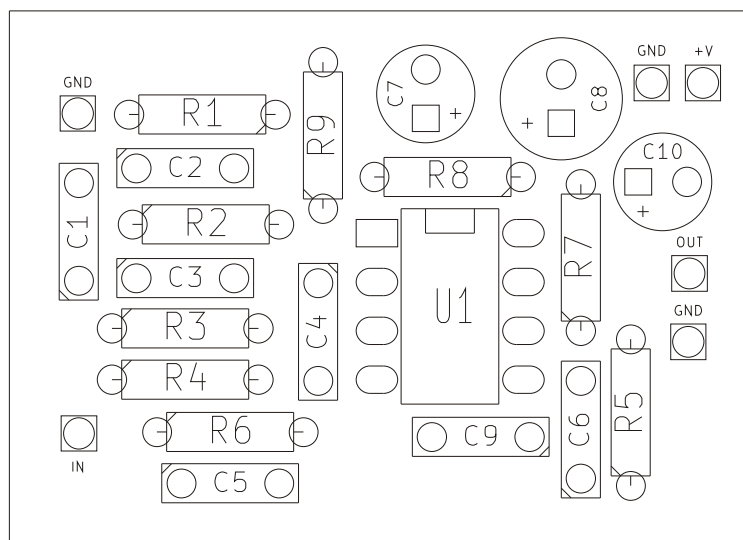 GND +V
GND
C7
+
C8
+
R1
R9
C10
+
C2
R8
C1
R2
R7
OUT
C3
U1
GND
R3
C4
R4
R5
R6
C9
C6
IN
C5